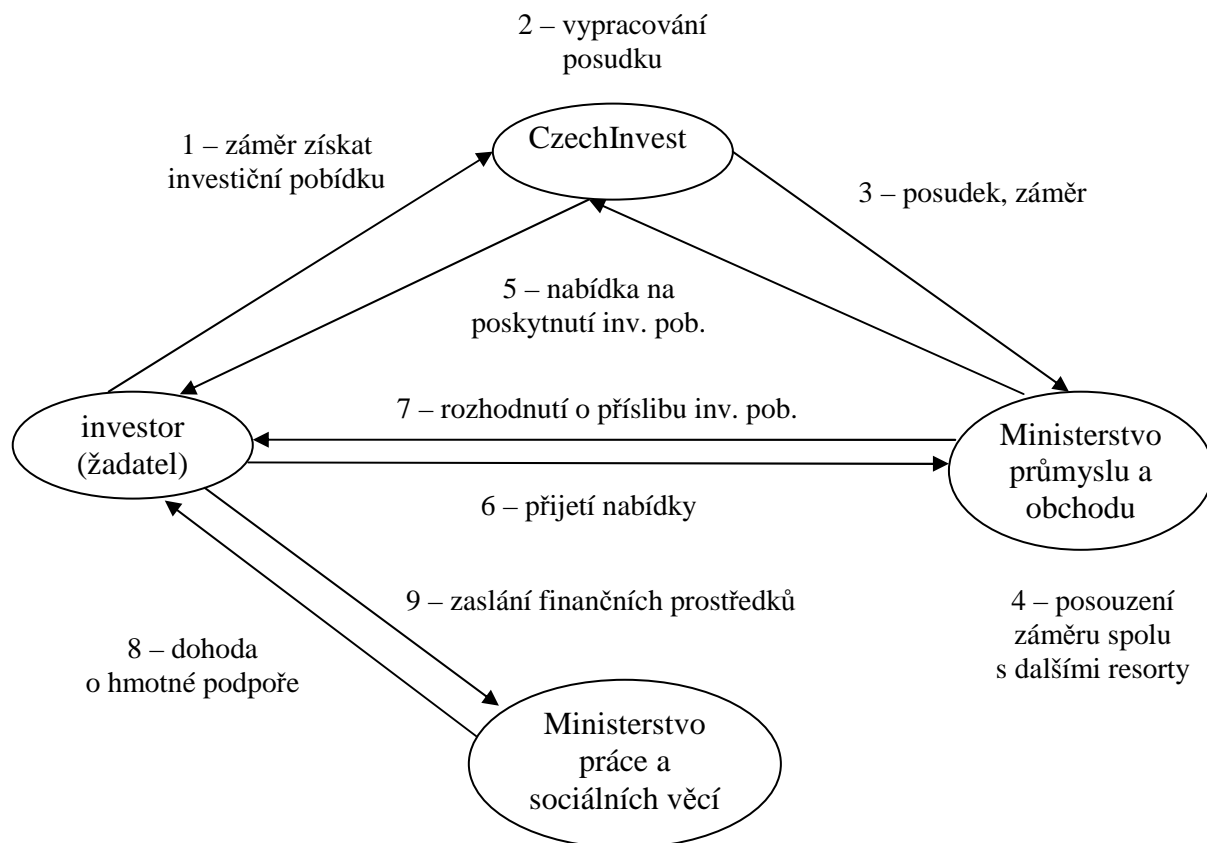 2 – vypracování
posudku
CzechInvest
1 – záměr získat
investiční pobídku
3 – posudek, záměr
5 – nabídka na
poskytnutí inv. pob.
7 – rozhodnutí o příslibu inv. pob.
investor
(žadatel)
Ministerstvo
průmyslu a
obchodu
6 – přijetí nabídky
9 – zaslání finančních prostředků
4 – posouzení
záměru spolu
s dalšími resorty
8 – dohoda
o hmotné podpoře
Ministerstvo
práce a
sociálních věcí